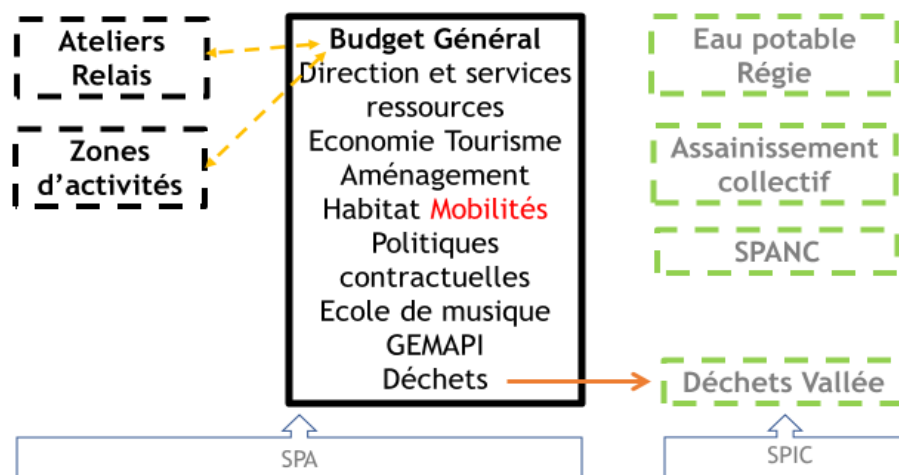 Ateliers
Relais
Zones
d’activités
Budget Général
Direction et services
ressources
Economie Tourisme
Aménagement
Habitat Mobilités
Politiques
contractuelles
Ecole de musique
GEMAPI
Déchets
Eau potable
Régie
Assainissement
collectif
SPANC
Déchets Vallée
SPA
SPIC